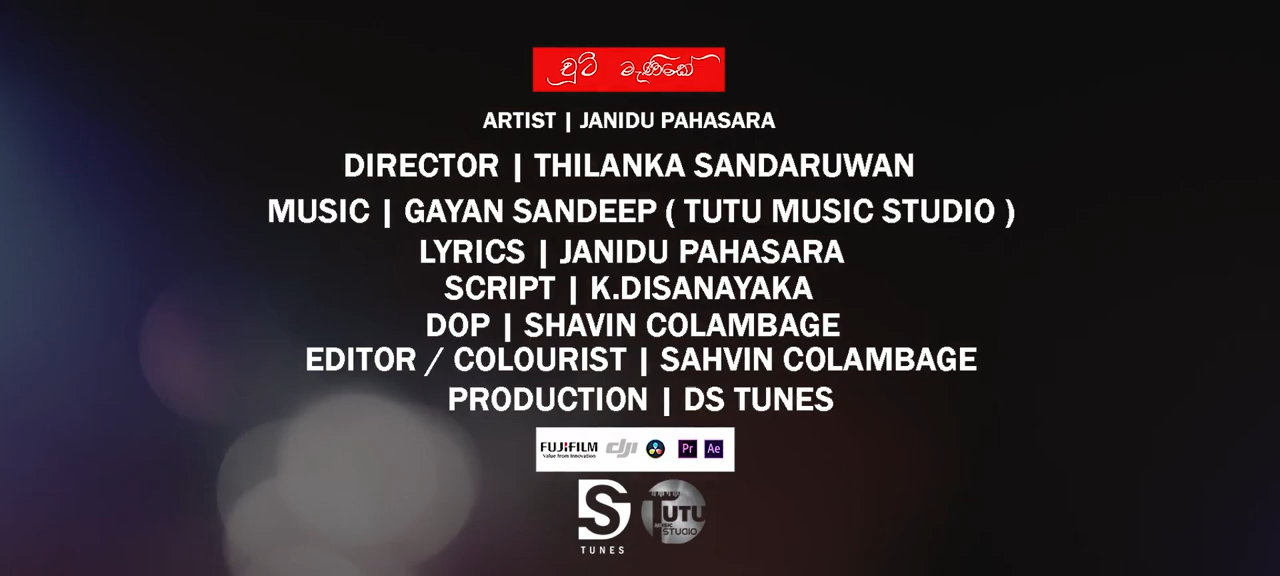 චූටි මැණිකේ
ARTIST | JANIDU PAHASARA
DIRECTOR | THILANKA SANDARUWAN
MUSIC | GAYAN SANDEEP ( TUTU MUSIC STUDIO )
LYRICS | JANIDU PAHASARA
SCRIPT | K.DISANAYAKA
DOP | SHAVIN COLAMBAGE
EDITOR / COLOURIST | SAHVIN COLAMBAGE
PRODUCTION | DS TUNES
FUJIFILM dji Pr Ae
Value from Innovation
DS TUTU
MUSIC
STUDIO
TUNES